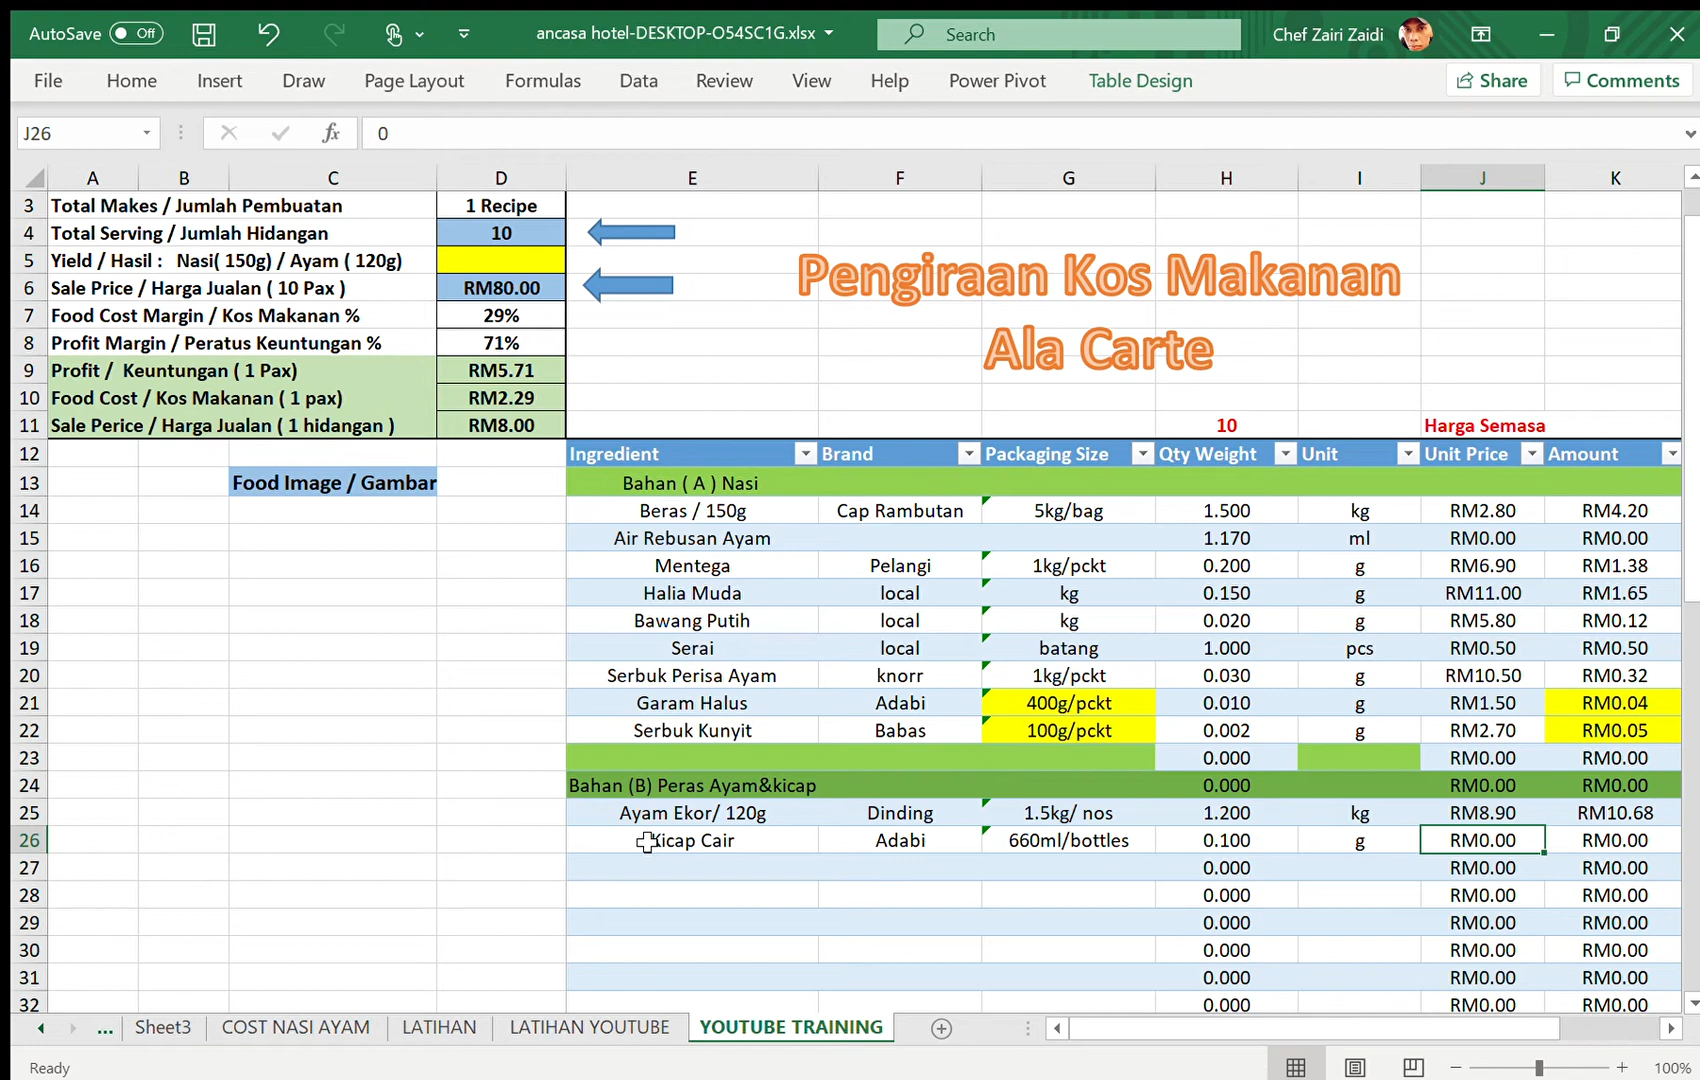 AutoSave Off ancasa hotel-DESKTOP-O54SC1G.xlsx Search Chef Zairi Zaidi
File Home Insert Draw Page Layout Formulas Data Review View Help Power Pivot Table Design Share Comments
J26 fx 0
A B C D E F G H I J K
3 Total Makes / Jumlah Pembuatan 1 Recipe
4 Total Serving / Jumlah Hidangan 10
5 Yield / Hasil : Nasi( 150g) / Ayam ( 120g)
6 Sale Price / Harga Jualan ( 10 Pax ) RM80.00
7 Food Cost Margin / Kos Makanan % 29%
8 Profit Margin / Peratus Keuntungan % 71%
9 Profit / Keuntungan ( 1 Pax) RM5.71
10 Food Cost / Kos Makanan ( 1 pax) RM2.29
11 Sale Perice / Harga Jualan ( 1 hidangan ) RM8.00 10 Harga Semasa
Pengiraan Kos Makanan
Ala Carte
12 Ingredient Brand Packaging Size Qty Weight Unit Unit Price Amount
13 Food Image / Gambar Bahan ( A ) Nasi
14 Beras / 150g Cap Rambutan 5kg/bag 1.500 kg RM2.80 RM4.20
15 Air Rebusan Ayam 1.170 ml RM0.00 RM0.00
16 Mentega Pelangi 1kg/pckt 0.200 g RM6.90 RM1.38
17 Halia Muda local kg 0.150 g RM11.00 RM1.65
18 Bawang Putih local kg 0.020 g RM5.80 RM0.12
19 Serai local batang 1.000 pcs RM0.50 RM0.50
20 Serbuk Perisa Ayam knorr 1kg/pckt 0.030 g RM10.50 RM0.32
21 Garam Halus Adabi 400g/pckt 0.010 g RM1.50 RM0.04
22 Serbuk Kunyit Babas 100g/pckt 0.002 g RM2.70 RM0.05
23 0.000 RM0.00 RM0.00
24 Bahan (B) Peras Ayam&kicap 0.000 RM0.00 RM0.00
25 Ayam Ekor/ 120g Dinding 1.5kg/ nos 1.200 kg RM8.90 RM10.68
26 Kicap Cair Adabi 660ml/bottles 0.100 g RM0.00 RM0.00
27 0.000 RM0.00 RM0.00
28 0.000 RM0.00 RM0.00
29 0.000 RM0.00 RM0.00
30 0.000 RM0.00 RM0.00
31 0.000 RM0.00 RM0.00
32 0.000 RM0.00 RM0.00
... Sheet3 COST NASI AYAM LATIHAN LATIHAN YOUTUBE YOUTUBE TRAINING
Ready 100%